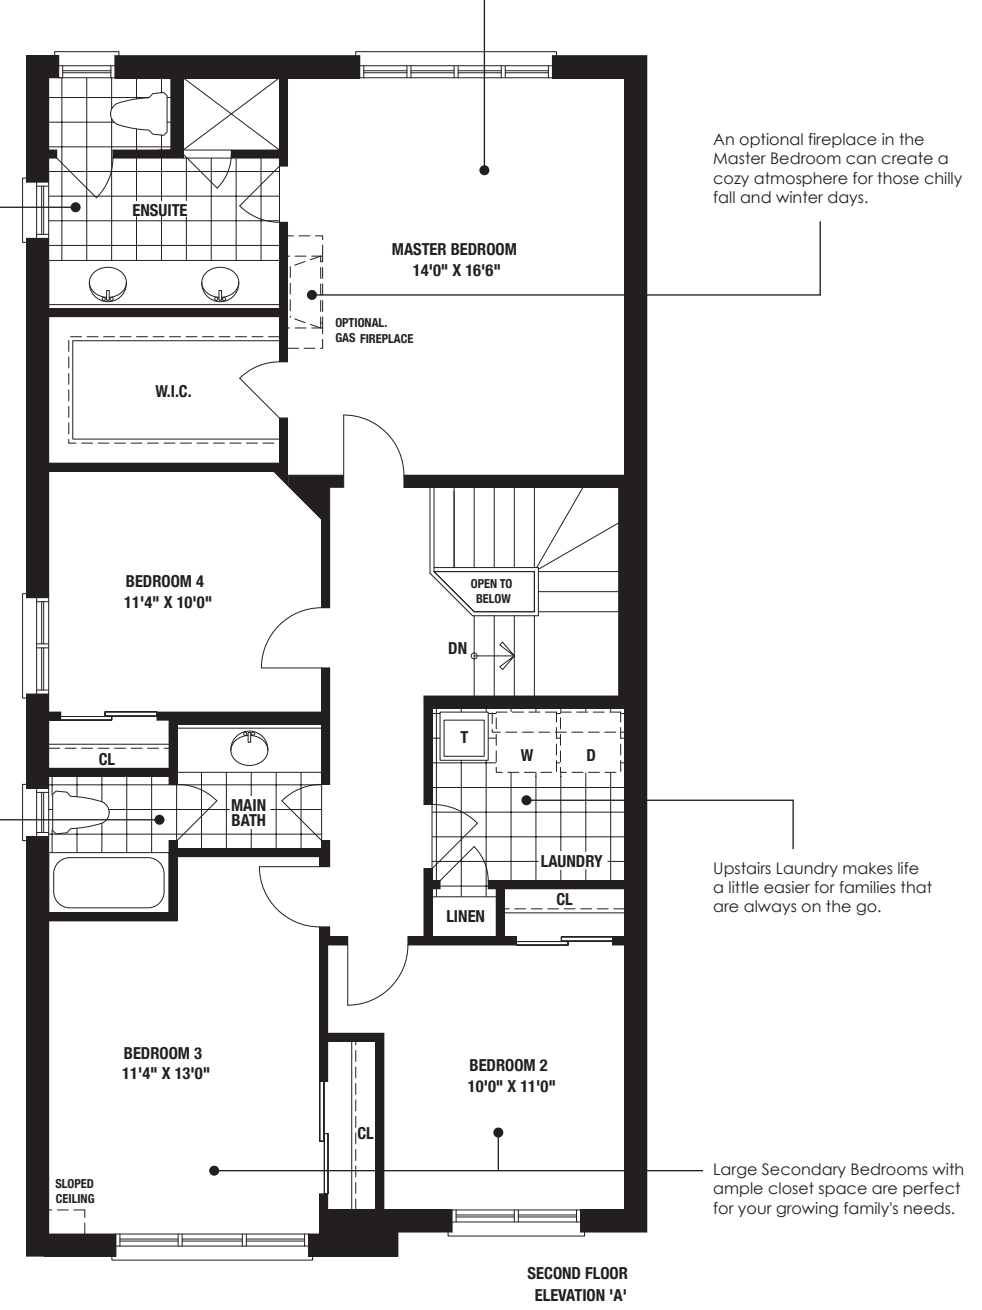 An optional fireplace in the
Master Bedroom can create a
cozy atmosphere for those chilly
fall and winter days.
ENSUITE
MASTER BEDROOM
14'0" X 16'6"
OPTIONAL.
GAS FIREPLACE
W.I.C.
BEDROOM 4
11'4" X 10'0"
OPEN TO
BELOW
DN
CL
T
W
D
MAIN
BATH
LAUNDRY
Upstairs Laundry makes life
a little easier for families that
are always on the go.
LINEN
CL
BEDROOM 3
11'4" X 13'0"
BEDROOM 2
10'0" X 11'0"
CL
SLOPED
CEILING
Large Secondary Bedrooms with
ample closet space are perfect
for your growing family's needs.
SECOND FLOOR
ELEVATION 'A'